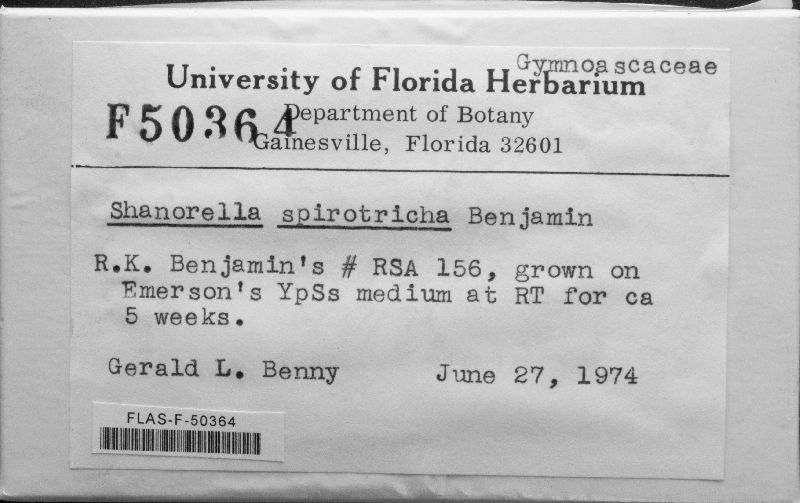 Gymnoascaceae
University of Florida Herbarium
F50364 Department of Botany
Gainesville, Florida 32601
Shanorella spirotricha Benjamin
R.K. Benjamin's # RSA 156, grown on
Emerson's YpSs medium at RT for ca
5 weeks.
Gerald L. Benny June 27, 1974
FLAS-F-50364